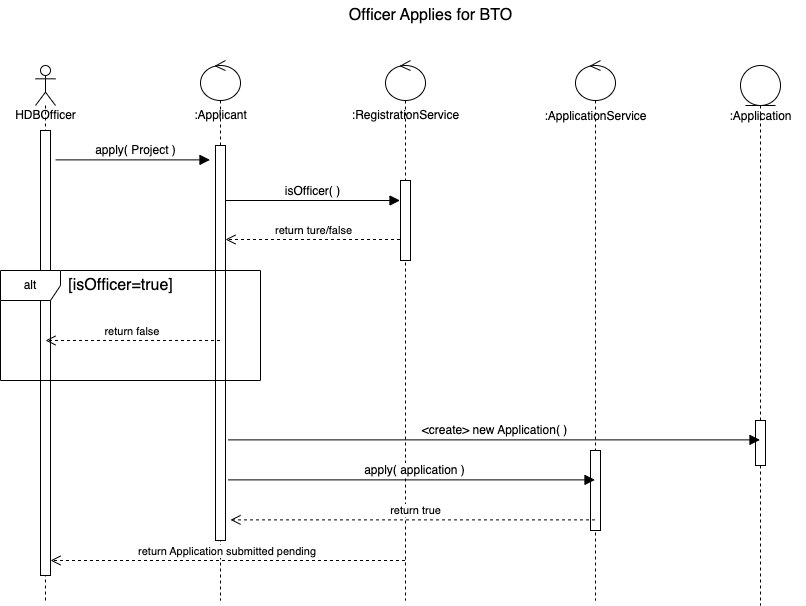 Officer Applies for BTO
HDBOfficer
:Applicant
:RegistrationService
:ApplicationService
:Application
apply( Project )
isOfficer( )
return ture/false
alt
[isOfficer=true]
return false
<create> new Application( )
apply( application )
return true
return Application submitted pending